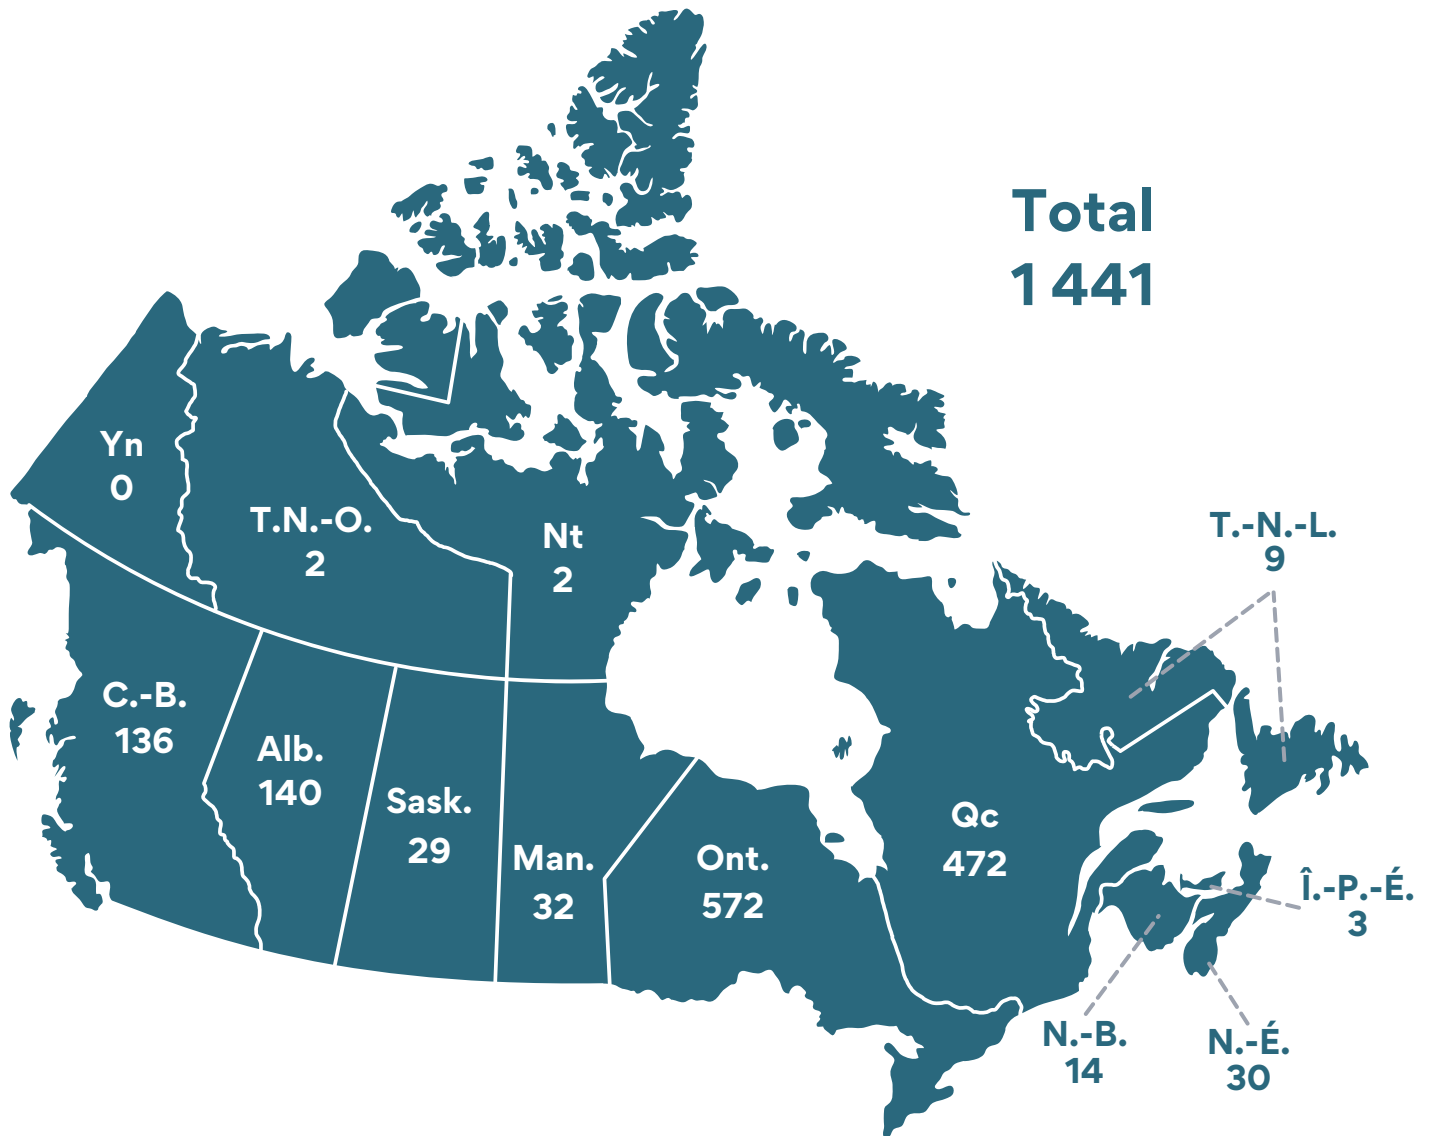 Total
1 441
Yn
0
T.N.-O.
2
Nt
2
T.-N.-L.
9
C.-B.
136
Alb.
140
Sask.
29
Man.
32
Ont.
572
Qc
472
Î.-P.-É.
3
N.-B.
14
N.-É.
30